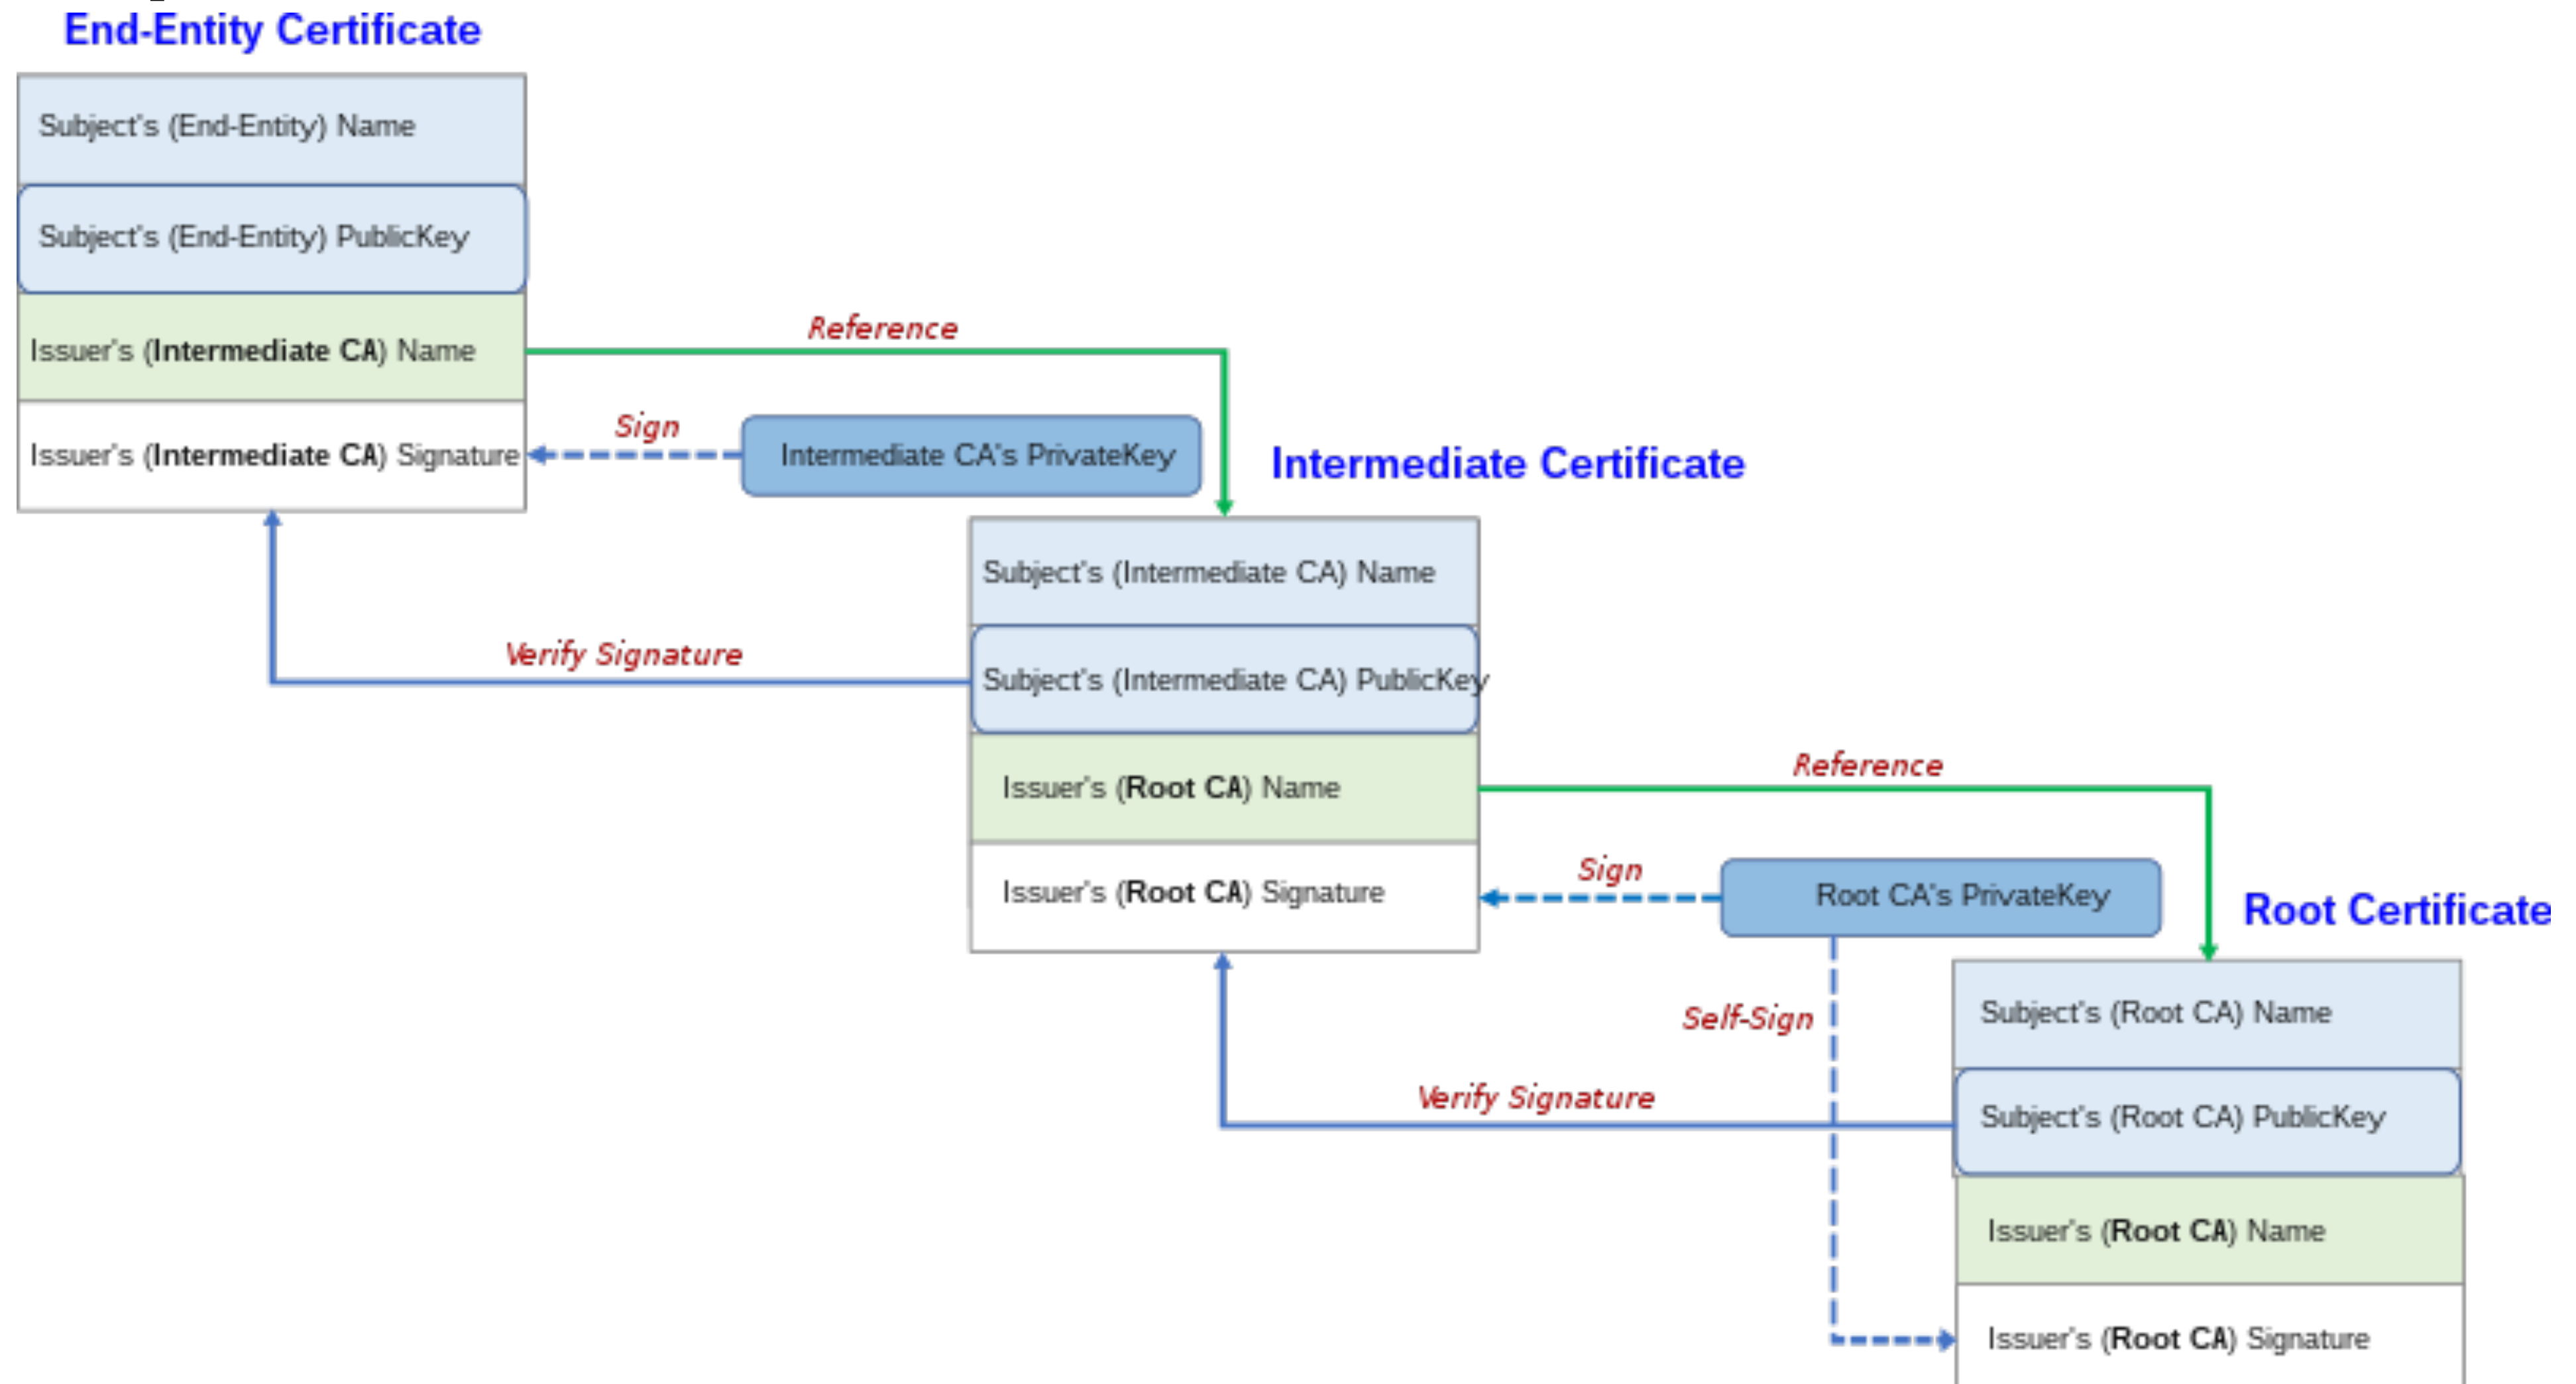 End-Entity Certificate
Subject's (End-Entity) Name
Subject's (End-Entity) PublicKey
Issuer's (Intermediate CA) Name
Reference
Issuer's (Intermediate CA) Signature
Sign
Intermediate CA's PrivateKey
Intermediate Certificate
Subject's (Intermediate CA) Name
Verify Signature
Subject's (Intermediate CA) PublicKey
Issuer's (Root CA) Name
Reference
Issuer's (Root CA) Signature
Sign
Root CA's PrivateKey
Root Certificate
Self-Sign
Subject's (Root CA) Name
Verify Signature
Subject's (Root CA) PublicKey
Issuer's (Root CA) Name
Issuer's (Root CA) Signature